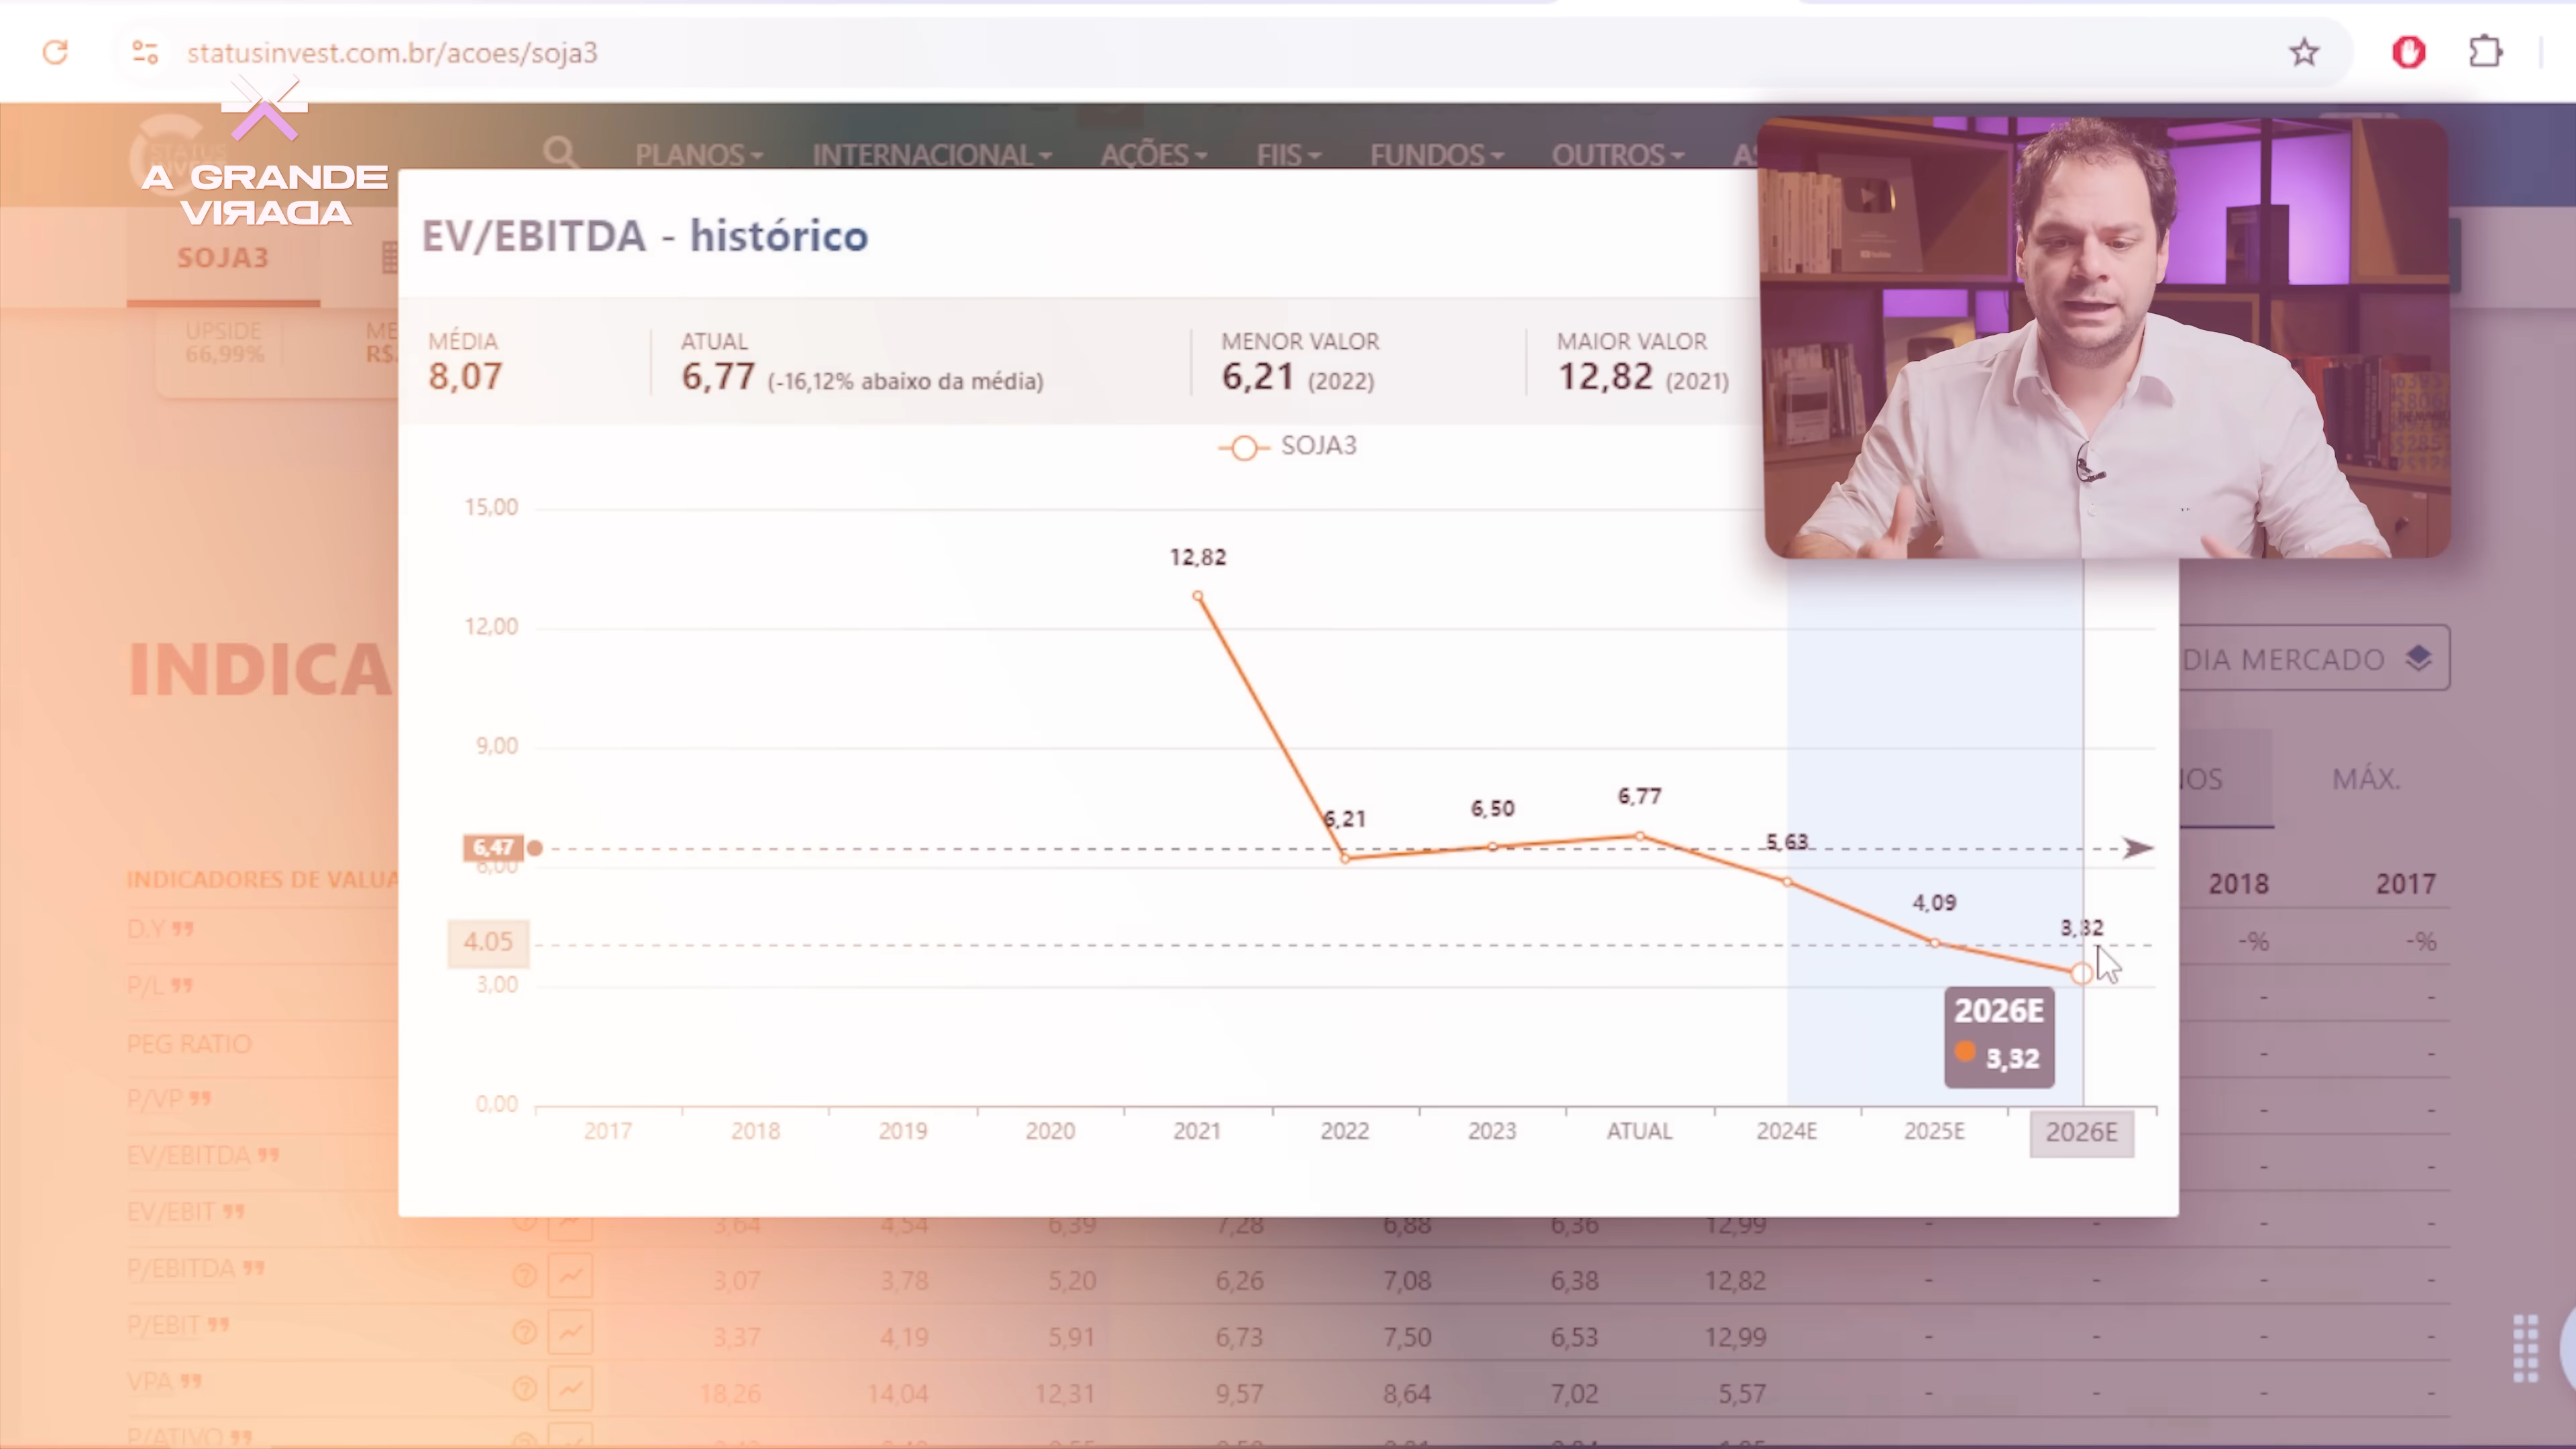 statusinvest.com.br/acoes/soja3
A GRANDE
VIRADA
PLANOS
INTERNACIONAL
AÇÕES
FIIS
FUNDOS
OUTROS
SOJA3
UPSIDE
66,99%
EV/EBITDA - histórico
MÉDIA
8,07
ATUAL
6,77 (-16,12% abaixo da média)
MENOR VALOR
6,21 (2022)
MAIOR VALOR
12,82 (2021)
SOJA3
15,00
12,00
9,00
6,47
6,00
4.05
3,00
0,00
12,82
6,21
6,50
6,77
5,63
4,09
3,32
2026E
3,32
2017 2018 2019 2020 2021 2022 2023 ATUAL 2024E 2025E 2026E
INDICA
DIA MERCADO
MÁX.
INDICADORES DE VALUA
2018 2017
D.Y -% -%
P/L - -
PEG RATIO - -
P/VP - -
EV/EBITDA - -
EV/EBIT 3,64 4,54 6,39 7,28 6,88 6,36 12,99 - - - -
P/EBITDA 3,07 3,78 5,20 6,26 7,08 6,38 12,82 - - - -
P/EBIT 3,37 4,19 5,91 6,73 7,50 6,53 12,99 - - - -
VPA 18,26 14,04 12,31 9,57 8,64 7,02 5,57 - - - -
P/ATIVO